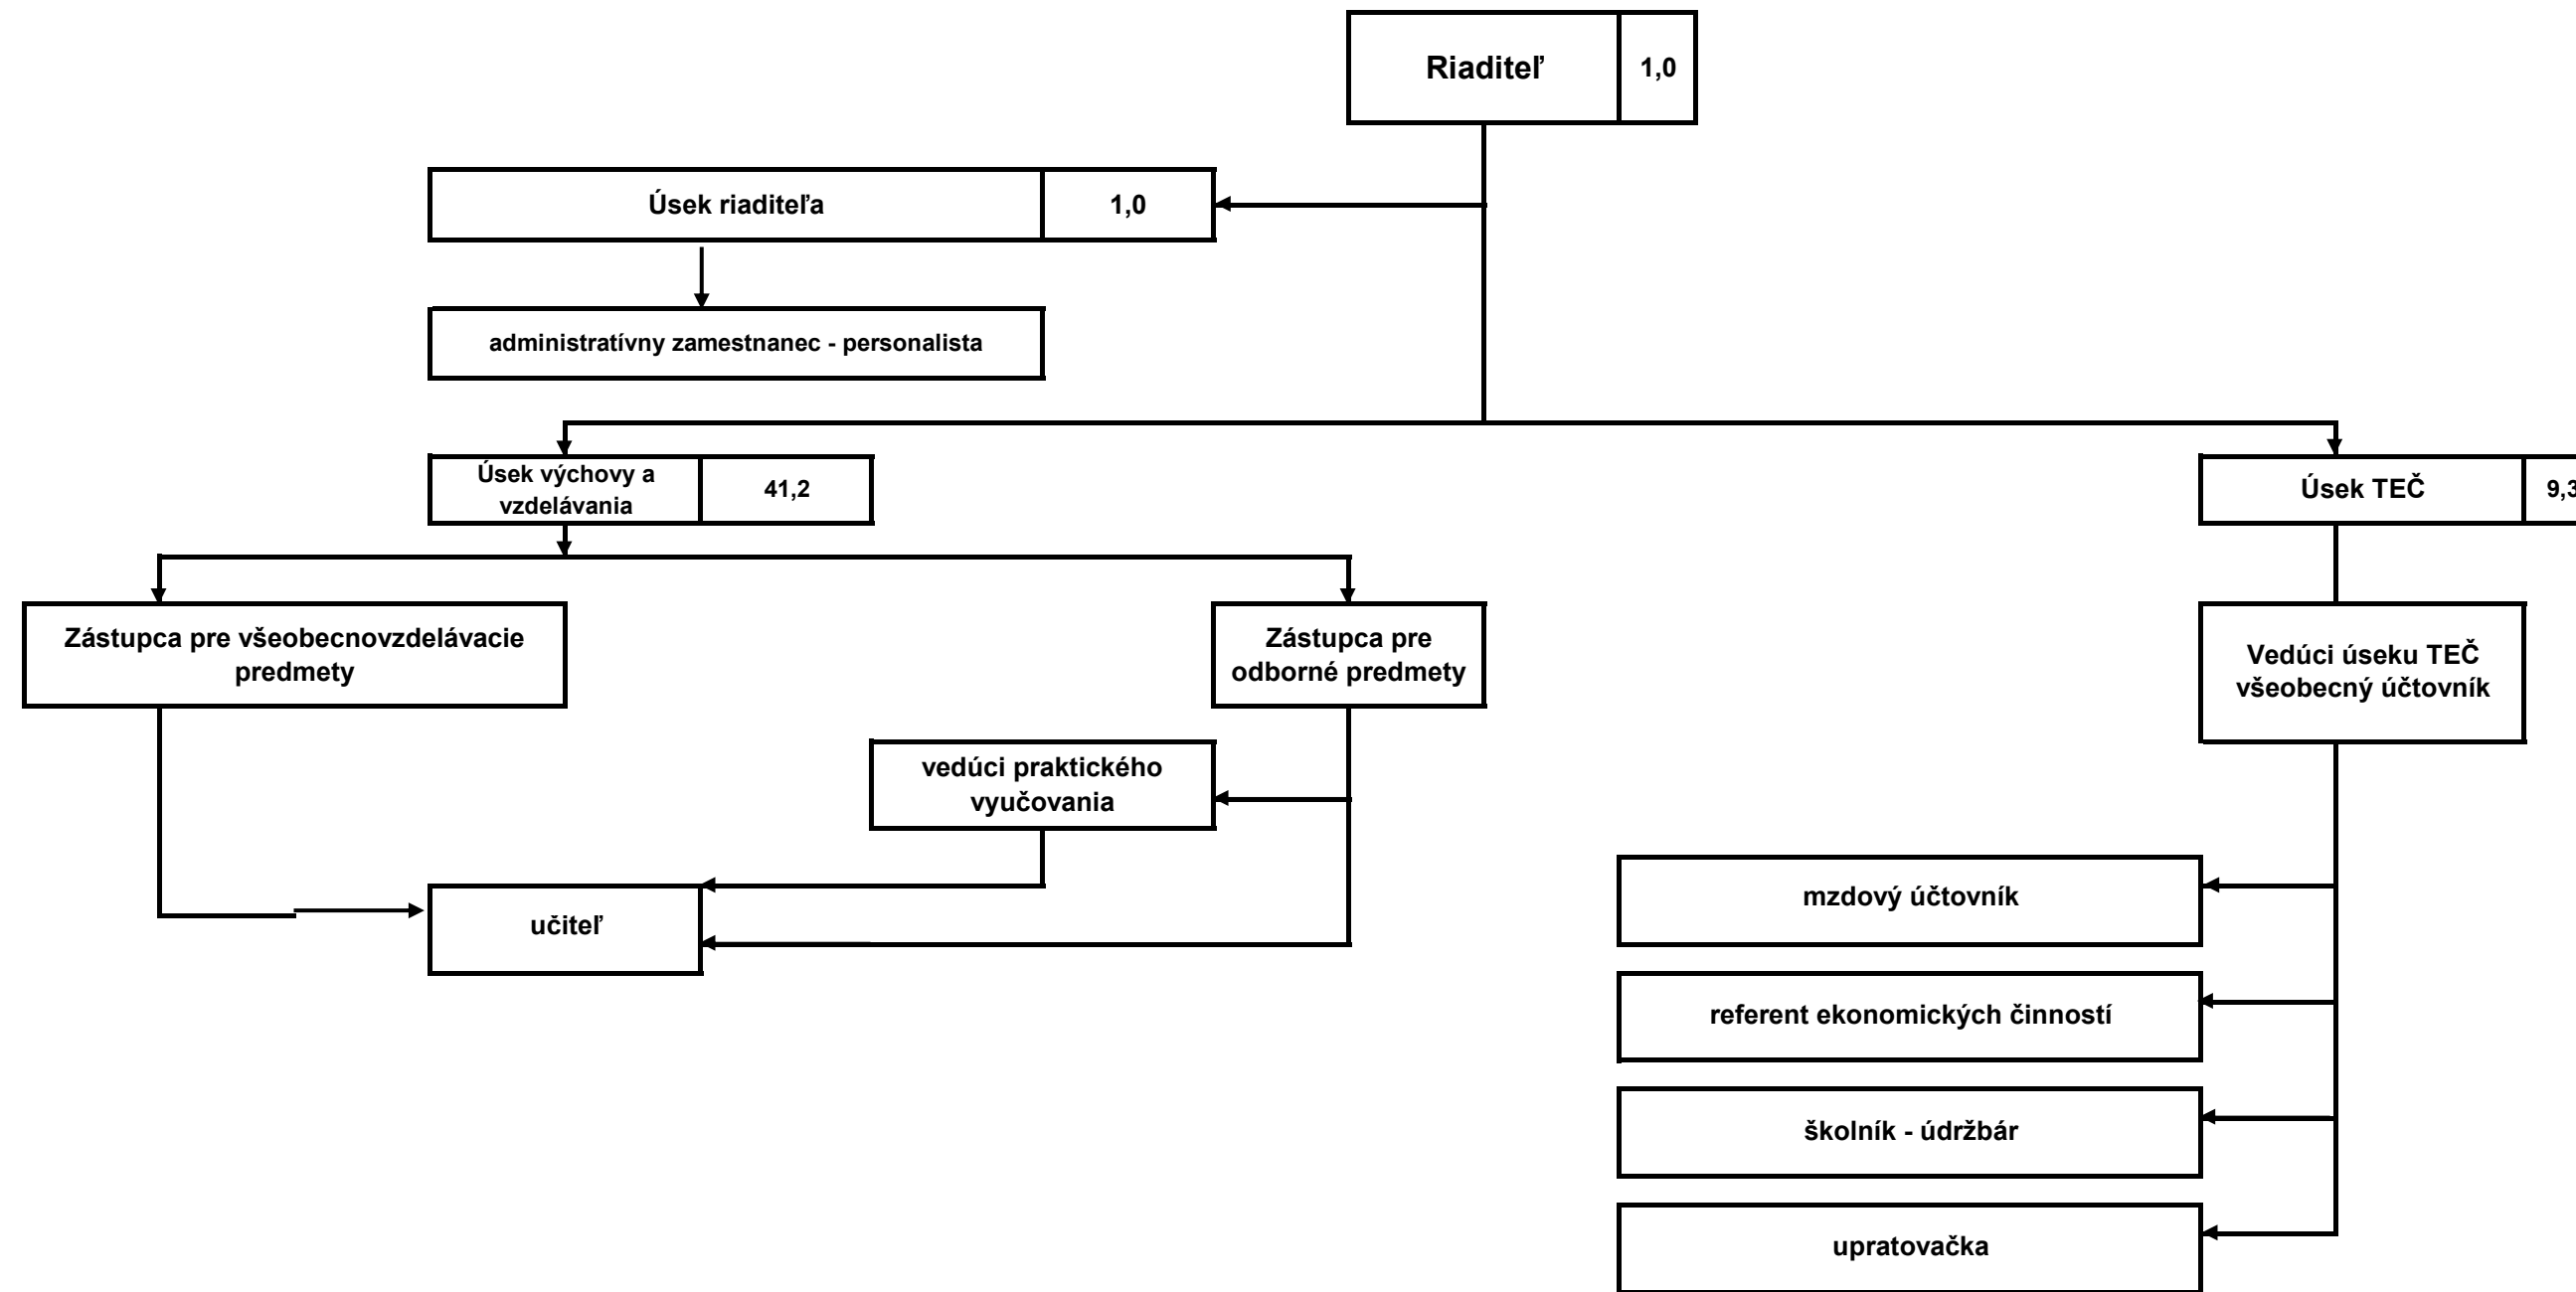 Riaditeľ 1,0
Úsek riaditeľa 1,0
administratívny zamestnanec - personalista
Úsek výchovy a
vzdelávania
41,2
Úsek TEČ 9,3
Zástupca pre všeobecnovzdelávacie
predmety
Zástupca pre
odborné predmety
Vedúci úseku TEČ
všeobecný účtovník
vedúci praktického
vyučovania
učiteľ
mzdový účtovník
referent ekonomických činností
školník - údržbár
upratovačka